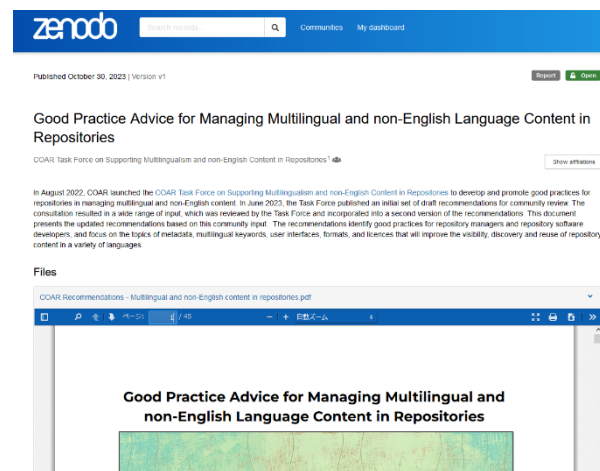 zenodo
Search records...
Communities My dashboard
Published October 30, 2023 | Version v1
Report Open
Good Practice Advice for Managing Multilingual and non-English Language Content in
Repositories
COAR Task Force on Supporting Multilingualism and non-English Content in Repositories1
Show affiliations
In August 2022, COAR launched the COAR Task Force on Supporting Multilingualism and non-English Content in Repositories to develop and promote good practices for
repositories in managing multilingual and non-English content. In June 2023, the Task Force published an initial set of draft recommendations for community review. The
consultation resulted in a wide range of input, which was reviewed by the Task Force and incorporated into a second version of the recommendations. This document
presents the updated recommendations based on this community input. The recommendations identify good practices for repository managers and repository software
developers, and focus on the topics of metadata, multilingual keywords, user interfaces, formats, and licences that will improve the visibility, discovery and reuse of repository
content in a variety of languages.
Files
COAR Recommendations - Multilingual and non-English content in repositories.pdf
ページ: 1 / 45 − + 自動ズーム
Good Practice Advice for Managing Multilingual and
non-English Language Content in Repositories